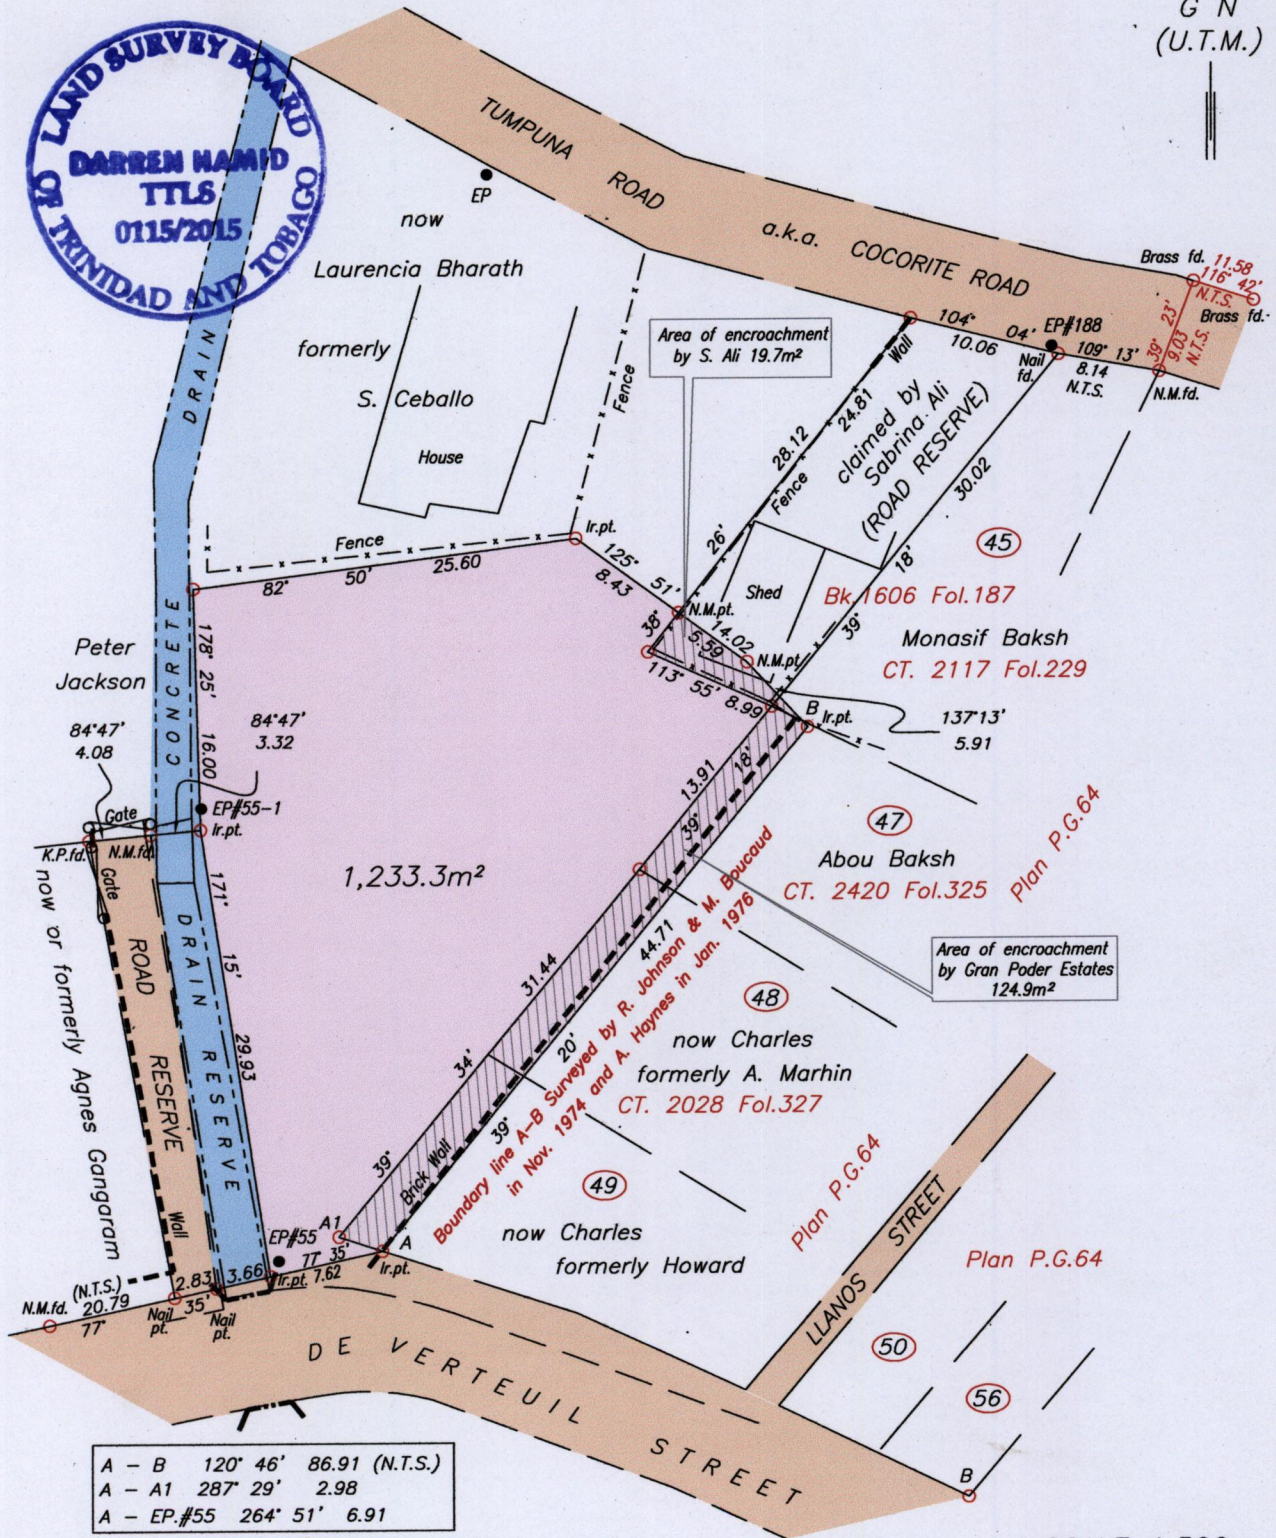 G N
(U.T.M.)
LAND SURVEY BOARD
OF TRINIDAD AND TOBAGO
DARREN HAMID
TTLS
0115/2015
TUMPUNA ROAD a.k.a. COCORITE ROAD
EP
now
Laurencia Bharath
formerly
S. Ceballo
House
Fence
Brass fd. 11.58
116° 42'
N.T.S.
Brass fd.
39° 23'
9.03
N.T.S.
N.M.fd.
104° 04'
10.06
EP#188
Nail
fd.
109° 13'
8.14
N.T.S.
Area of encroachment
by S. Ali 19.7m²
Wall
24.81
28.12
Fence
26'
claimed by
Sabrina Ali
(ROAD RESERVE)
30.02
18'
39°
45
Bk.1606 Fol.187
Monasif Baksh
CT. 2117 Fol.229
Shed
DRAIN
CONCRETE
Fence
82° 50' 25.60
Ir.pt.
125° 51'
8.43
N.M.pt.
38°
5.59
14.02
N.M.pt.
113° 55' 8.99
B
Ir.pt.
137°13'
5.91
Peter
Jackson
84°47'
4.08
84°47'
3.32
178° 25'
16.00
EP#55-1
Ir.pt.
Gate
K.P.fd.
N.M.fd.
Gate
now or formerly Agnes Gangaram
ROAD RESERVE
Wall
DRAIN RESERVE
171° 15'
29.93
1,233.3m²
13.91
18'
39°
47
Abou Baksh
CT. 2420 Fol.325
Plan P.G.64
Area of encroachment
by Gran Poder Estates
124.9m²
31.44
34'
39°
44.71
20'
39°
Brick Wall
Boundary line A-B Surveyed by R. Johnson & M. Boucaud
in Nov. 1974 and A. Haynes in Jan. 1976
48
now Charles
formerly A. Marhin
CT. 2028 Fol.327
49
now Charles
formerly Howard
Plan P.G.64
LLANOS STREET
Plan P.G.64
50
56
B
A1
A
Ir.pt.
EP#55
77° 35'
Ir.pt. 7.62
3.66
2.83
35'
Nail
pt.
Nail
pt.
(N.T.S.)
N.M.fd. 20.79
77°
DE VERTEUIL STREET
A - B 120° 46' 86.91 (N.T.S.)
A - A1 287° 29' 2.98
A - EP.#55 264° 51' 6.91